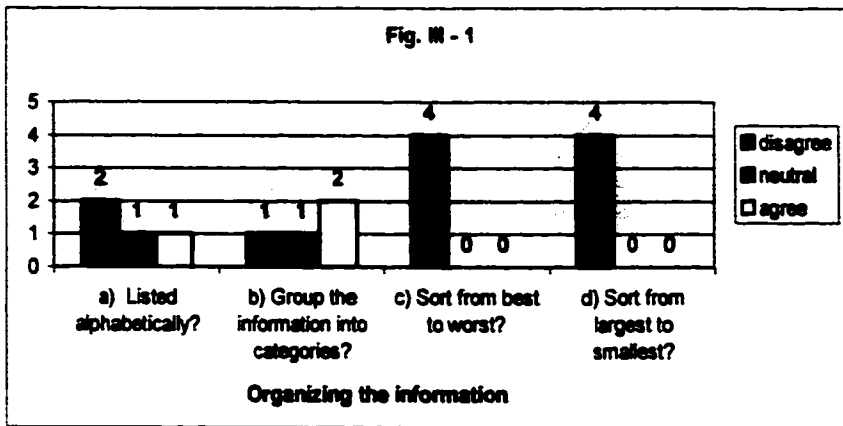 Fig. III - 1
5
4
3
2
1
0
2
1
1
1
1
2
4
0
0
4
0
0
disagree
neutral
agree
a) Listed
alphabetically?
b) Group the
information into
categories?
c) Sort from best
to worst?
d) Sort from
largest to
smallest?
Organizing the information